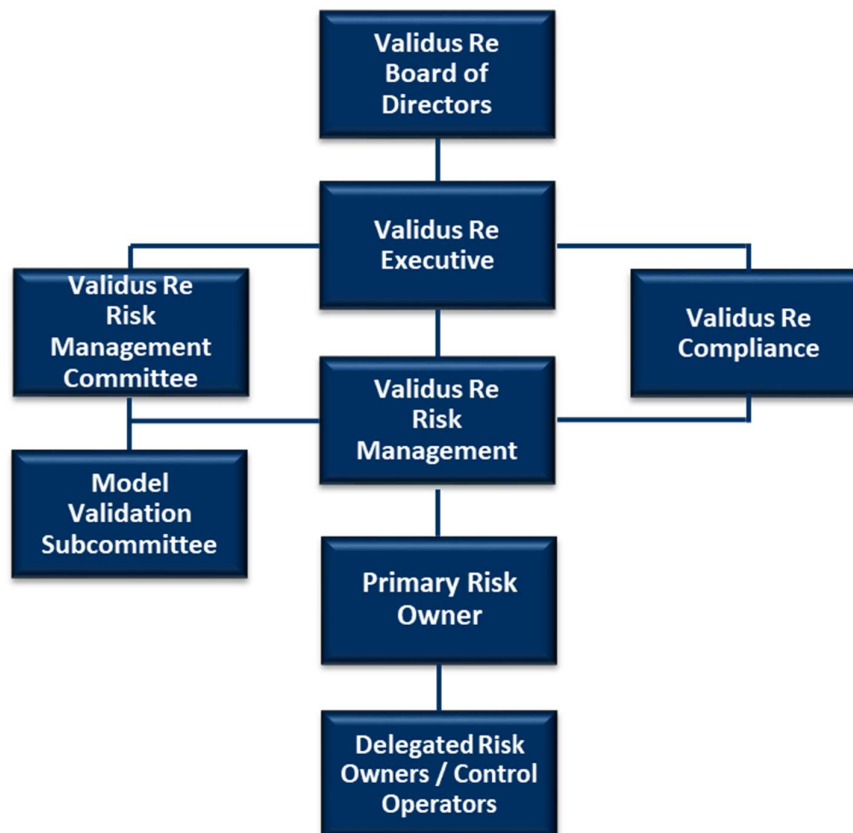 Validus Re
Board of
Directors
Validus Re
Executive
Validus Re
Risk
Management
Committee
Validus Re
Compliance
Validus Re
Risk
Management
Model
Validation
Subcommittee
Primary Risk
Owner
Delegated Risk
Owners / Control
Operators